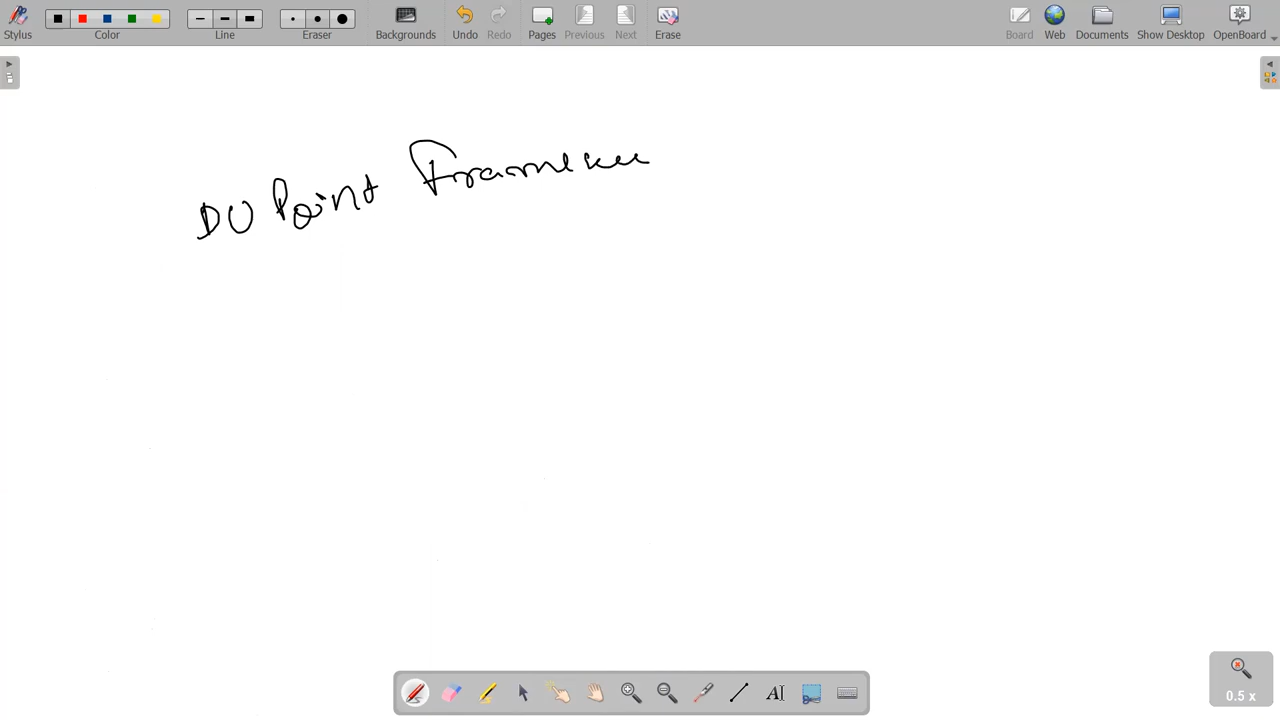 Stylus
Color
Line
Eraser
Backgrounds
Undo
Redo
Pages
Previous
Next
Erase
Board
Web
Documents
Show Desktop
OpenBoard
DU Point
AI
0.5 x